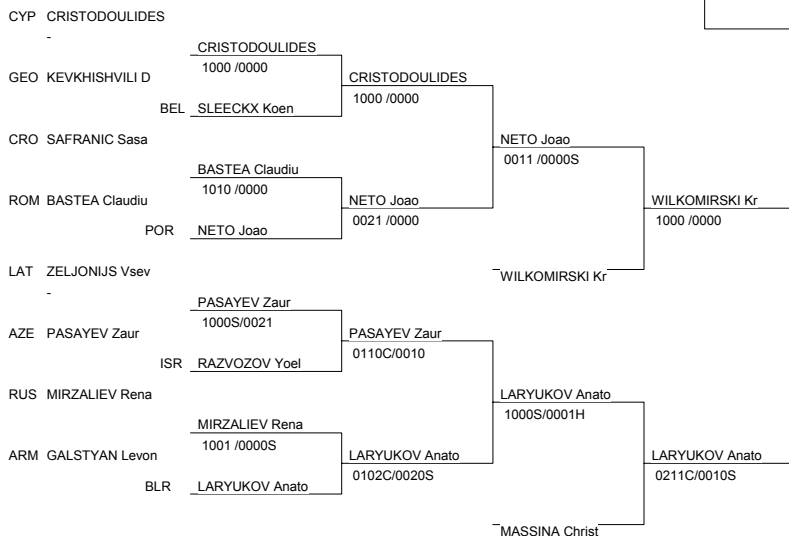 CYP CRISTODOULIDES
-
CRISTODOULIDES
1000 /0000
GEO KEVKHISHVILI D
CRISTODOULIDES
1000 /0000
BEL SLEECKX Koen
CRO SAFRANIC Sasa
NETO Joao
0011 /0000S
BASTEA Claudiu
1010 /0000
ROM BASTEA Claudiu
NETO Joao
0021 /0000
WILKOMIRSKI Kr
1000 /0000
POR NETO Joao
LAT ZELJONIJS Vsev
WILKOMIRSKI Kr
-
PASAYEV Zaur
1000S/0021
AZE PASAYEV Zaur
PASAYEV Zaur
0110C/0010
ISR RAZVOZOV Yoel
RUS MIRZALIEV Rena
LARYUKOV Anato
1000S/0001H
MIRZALIEV Rena
1001 /0000S
ARM GALSTYAN Levon
LARYUKOV Anato
0102C/0020S
LARYUKOV Anato
0211C/0010S
BLR LARYUKOV Anato
MASSINA Christ